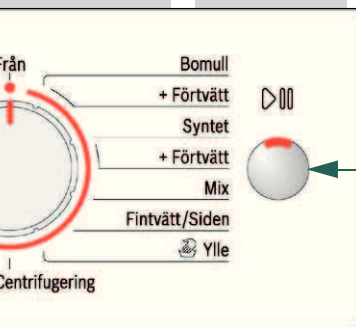 Från
Bomull
+ Förtvätt
Syntet
+ Förtvätt
Mix
Fintvätt/Siden
Ylle
Centrifugering